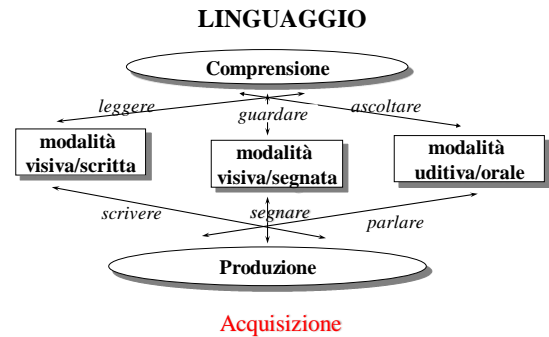 LINGUAGGIO
Comprensione
leggere
guardare
ascoltare
modalità
visiva/scritta
modalità
visiva/segnata
modalità
uditiva/orale
scrivere
segnare
parlare
Produzione
Acquisizione